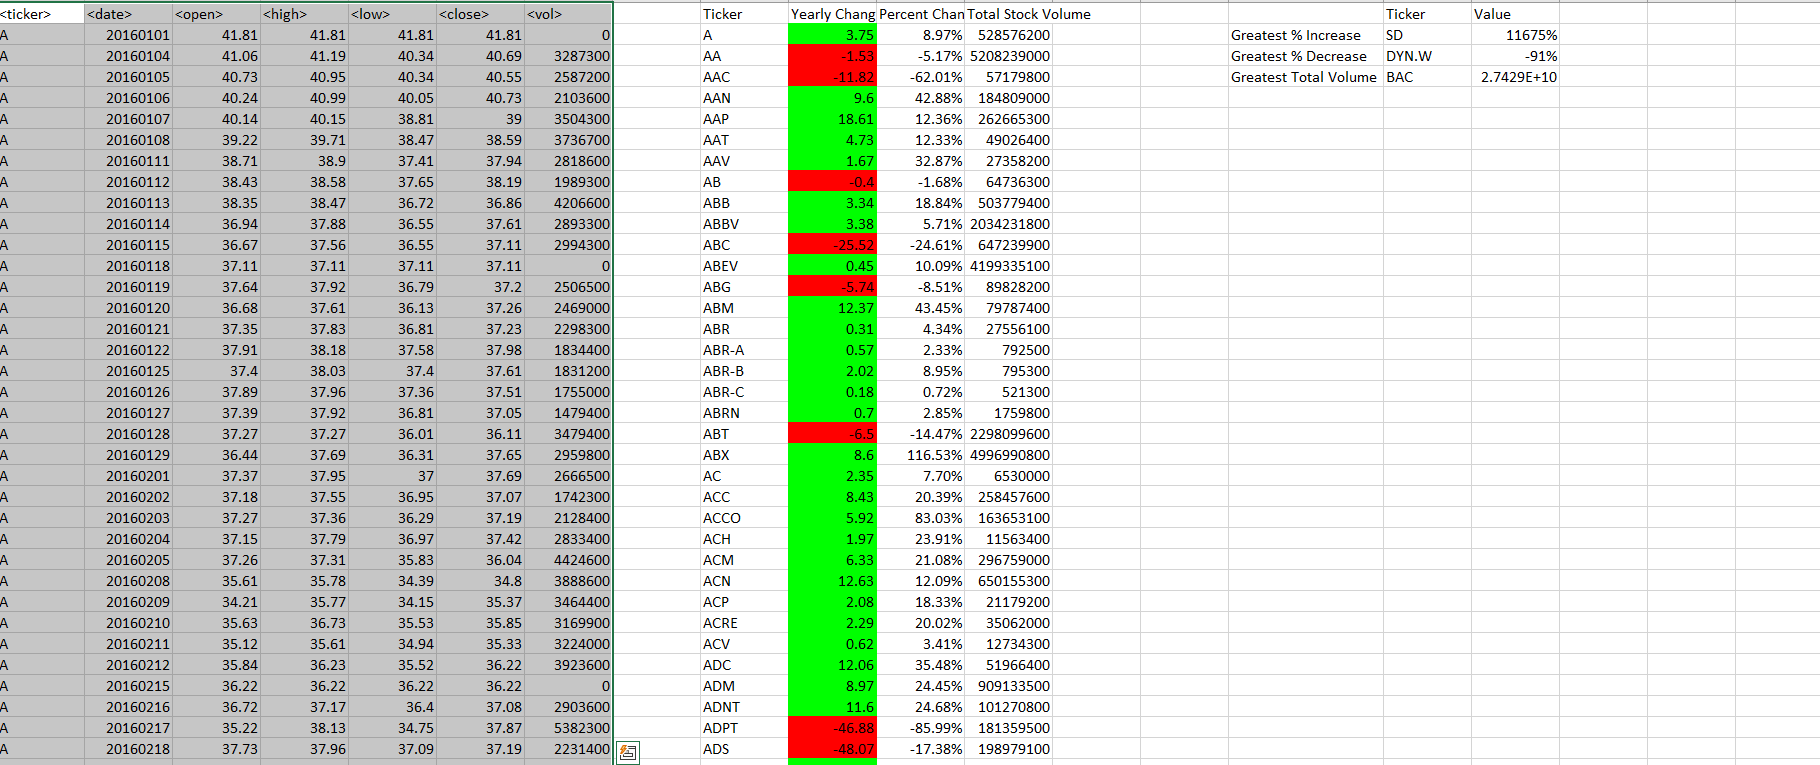 <ticker> <date> <open> <high> <low> <close> <vol> Ticker Yearly Chang Percent Chan Total Stock Volume Ticker Value
A 20160101 41.81 41.81 41.81 41.81 0 A 3.75 8.97% 528576200 Greatest % Increase SD 11675%
A 20160104 41.06 41.19 40.34 40.69 3287300 AA -1.53 -5.17% 5208239000 Greatest % Decrease DYN.W -91%
A 20160105 40.73 40.95 40.34 40.55 2587200 AAC -11.82 -62.01% 57179800 Greatest Total Volume BAC 2.7429E+10
A 20160106 40.24 40.99 40.05 40.73 2103600 AAN 9.6 42.88% 184809000
A 20160107 40.14 40.15 38.81 39 3504300 AAP 18.61 12.36% 262665300
A 20160108 39.22 39.71 38.47 38.59 3736700 AAT 4.73 12.33% 49026400
A 20160111 38.71 38.9 37.41 37.94 2818600 AAV 1.67 32.87% 27358200
A 20160112 38.43 38.58 37.65 38.19 1989300 AB -0.4 -1.68% 64736300
A 20160113 38.35 38.47 36.72 36.86 4206600 ABB 3.34 18.84% 503779400
A 20160114 36.94 37.88 36.55 37.61 2893300 ABBV 3.38 5.71% 2034231800
A 20160115 36.67 37.56 36.55 37.11 2994300 ABC -25.52 -24.61% 647239900
A 20160118 37.11 37.11 37.11 37.11 0 ABEV 0.45 10.09% 4199335100
A 20160119 37.64 37.92 36.79 37.2 2506500 ABG -5.74 -8.51% 89828200
A 20160120 36.68 37.61 36.13 37.26 2469000 ABM 12.37 43.45% 79787400
A 20160121 37.35 37.83 36.81 37.23 2298300 ABR 0.31 4.34% 27556100
A 20160122 37.91 38.18 37.58 37.98 1834400 ABR-A 0.57 2.33% 792500
A 20160125 37.4 38.03 37.4 37.61 1831200 ABR-B 2.02 8.95% 795300
A 20160126 37.89 37.96 37.36 37.51 1755000 ABR-C 0.18 0.72% 521300
A 20160127 37.39 37.92 36.81 37.05 1479400 ABRN 0.7 2.85% 1759800
A 20160128 37.27 37.27 36.01 36.11 3479400 ABT -6.5 -14.47% 2298099600
A 20160129 36.44 37.69 36.31 37.65 2959800 ABX 8.6 116.53% 4996990800
A 20160201 37.37 37.95 37 37.69 2666500 AC 2.35 7.70% 6530000
A 20160202 37.18 37.55 36.95 37.07 1742300 ACC 8.43 20.39% 258457600
A 20160203 37.27 37.36 36.29 37.19 2128400 ACCO 5.92 83.03% 163653100
A 20160204 37.15 37.79 36.97 37.42 2833400 ACH 1.97 23.91% 11563400
A 20160205 37.26 37.31 35.83 36.04 4424600 ACM 6.33 21.08% 296759000
A 20160208 35.61 35.78 34.39 34.8 3888600 ACN 12.63 12.09% 650155300
A 20160209 34.21 35.77 34.15 35.37 3464400 ACP 2.08 18.33% 21179200
A 20160210 35.63 36.73 35.53 35.85 3169900 ACRE 2.29 20.02% 35062000
A 20160211 35.12 35.61 34.94 35.33 3224000 ACV 0.62 3.41% 12734300
A 20160212 35.84 36.23 35.52 36.22 3923600 ADC 12.06 35.48% 51966400
A 20160215 36.22 36.22 36.22 36.22 0 ADM 8.97 24.45% 909133500
A 20160216 36.72 37.17 36.4 37.08 2903600 ADNT 11.6 24.68% 101270800
A 20160217 35.22 38.13 34.75 37.87 5382300 ADPT -46.88 -85.99% 181359500
A 20160218 37.73 37.96 37.09 37.19 2231400 ADS -48.07 -17.38% 198979100